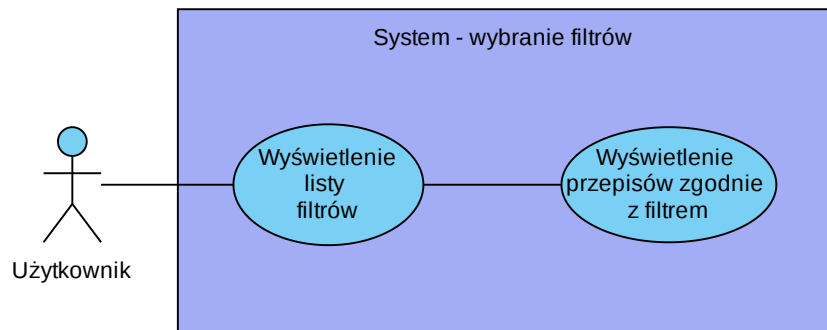 System - wybranie filtrów
Wyświetlenie
listy
filtrów
Wyświetlenie
przepisów zgodnie
z filtrem
Użytkownik